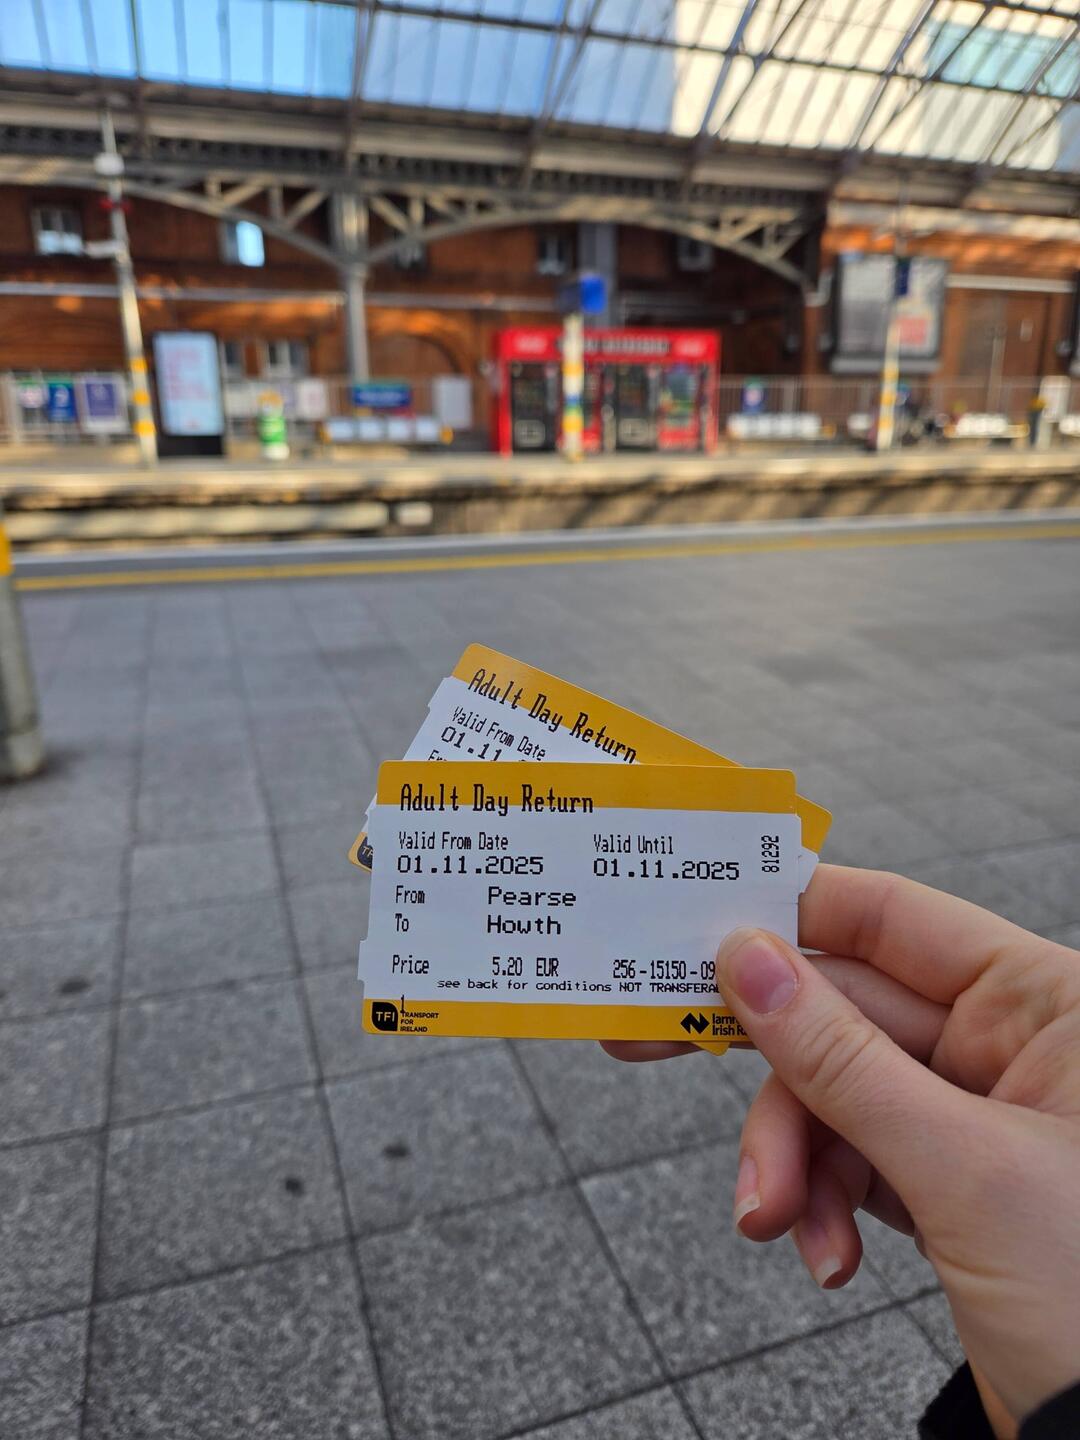 Adult Day Return
Valid From Date
01.11
Adult Day Return
Valid From Date Valid Until
01.11.2025 01.11.2025
81292
From Pearse
To Howth
Price 5.20 EUR 256-15150-09
see back for conditions NOT
1
TFI TRANSPORT
FOR
IRELAND
Irish